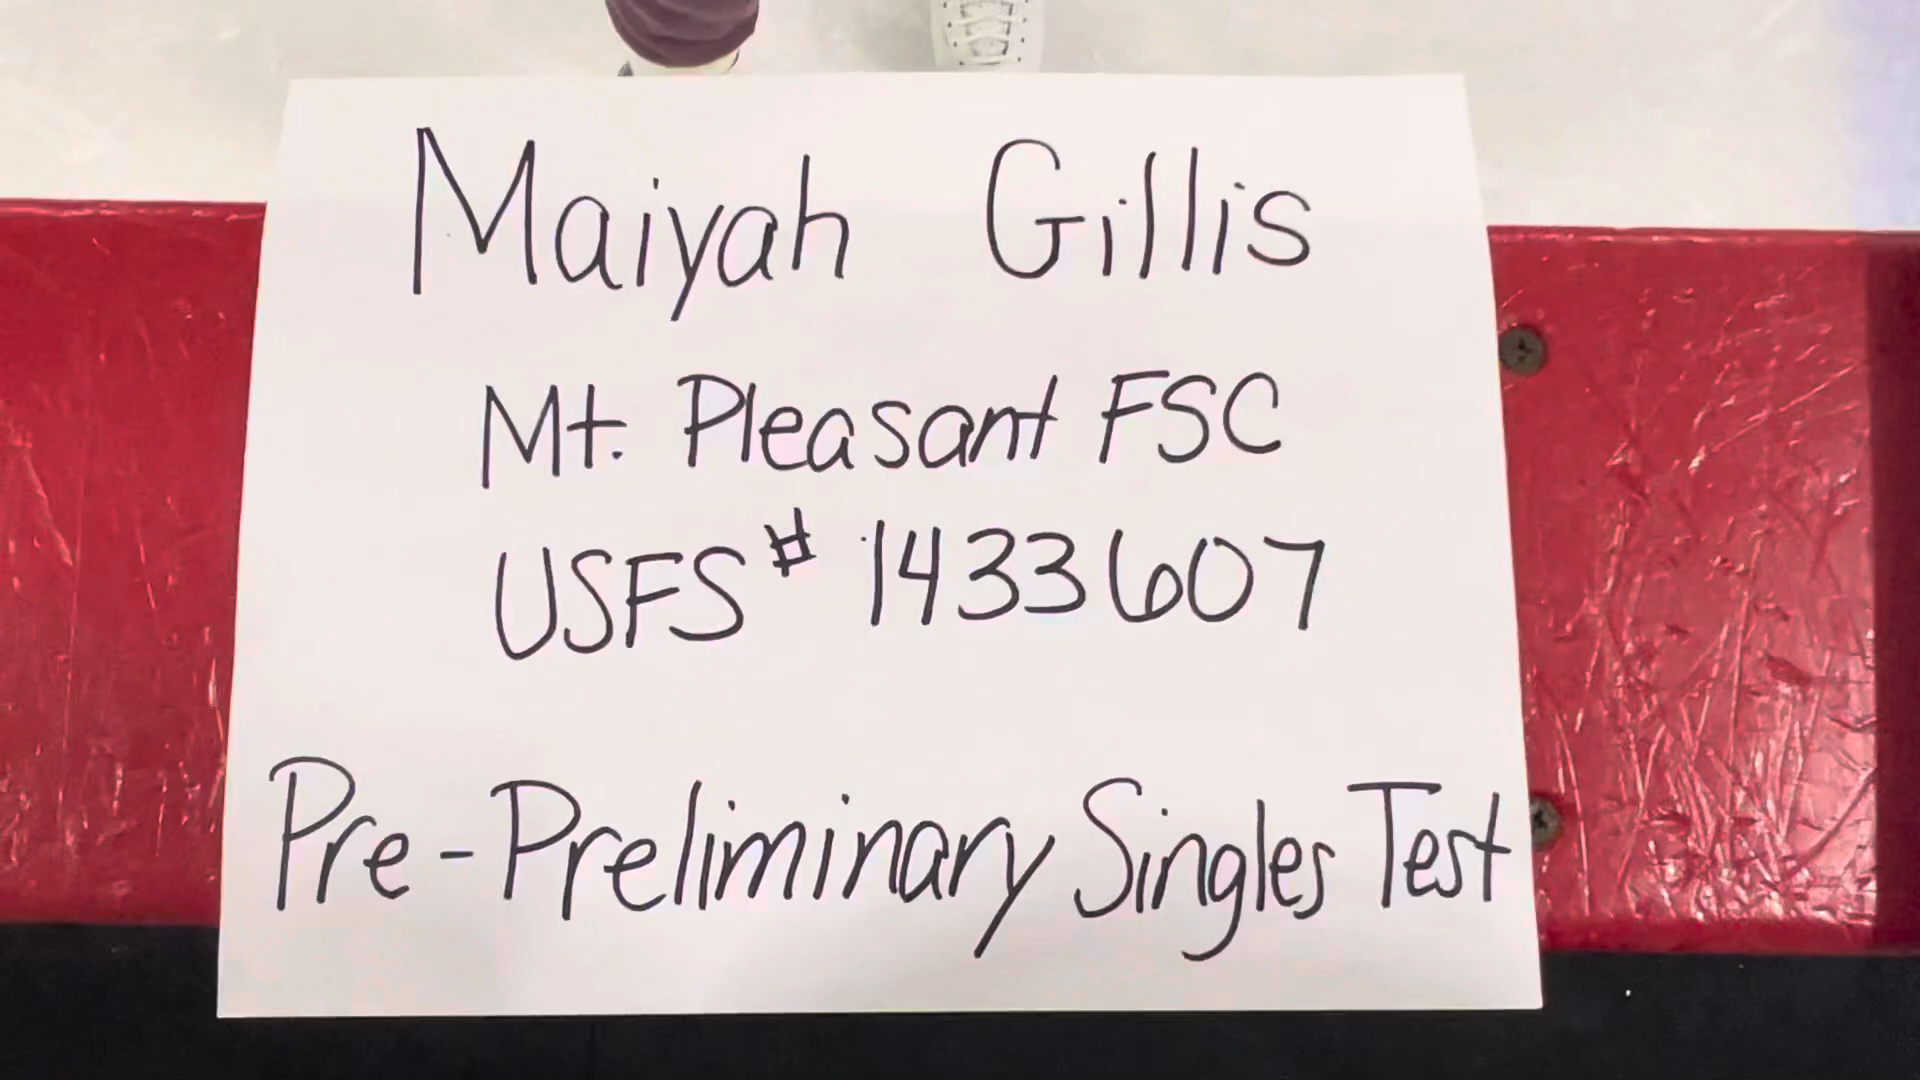 Maiyah Gillis
Mt. Pleasant FSC
USFS # 1433607
Pre-Preliminary Singles Test